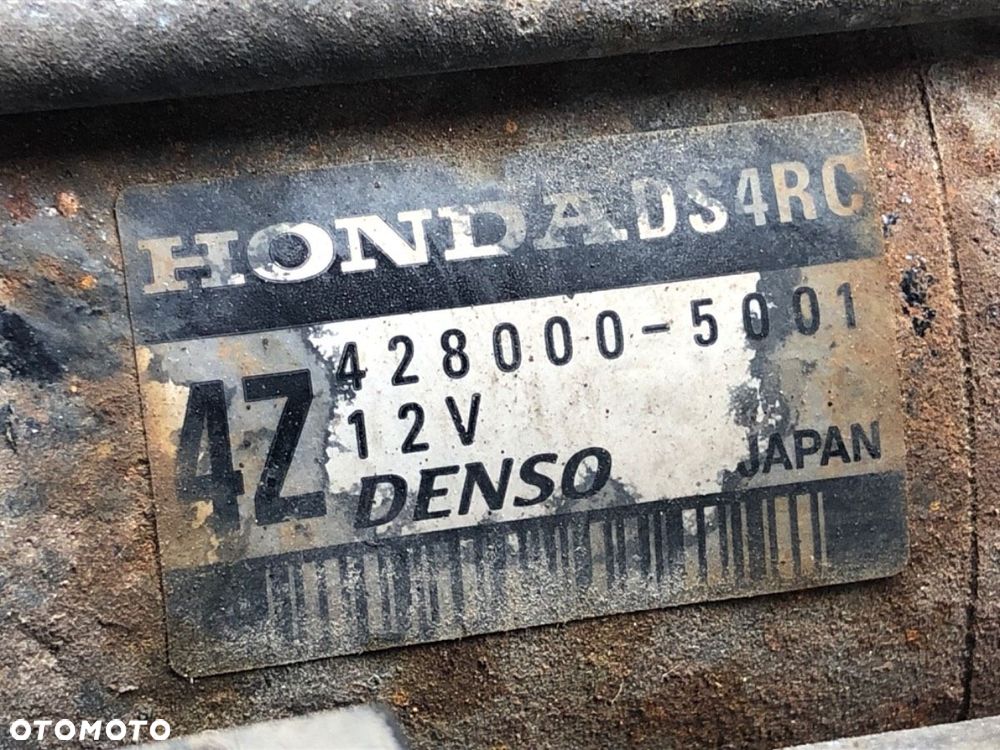 HONDA DS4RC
428000-5001
4Z
12V
DENSO
JAPAN
OTOMOTO